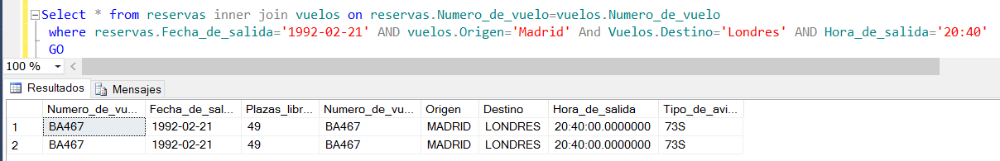 Select * from reservas inner join vuelos on reservas.Numero_de_vuelo=vuelos.Numero_de_vuelo
where reservas.Fecha_de_salida='1992-02-21' AND vuelos.Origen='Madrid' And Vuelos.Destino='Londres' AND Hora_de_salida='20:40'
GO
100 %
Resultados Mensajes
Numero_de_vu... Fecha_de_sal... Plazas_libr... Numero_de_vu... Origen Destino Hora_de_salida Tipo_de_avi...
1 BA467 1992-02-21 49 BA467 MADRID LONDRES 20:40:00.0000000 73S
2 BA467 1992-02-21 49 BA467 MADRID LONDRES 20:40:00.0000000 73S